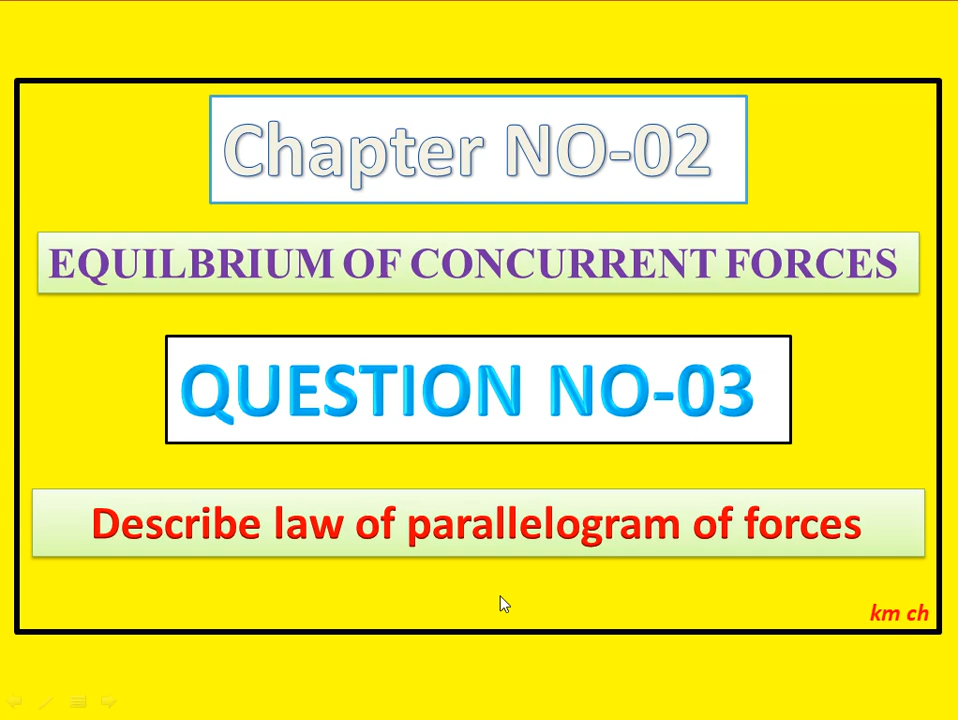 Chapter NO-02
EQUILBRIUM OF CONCURRENT FORCES
QUESTION NO-03
Describe law of parallelogram of forces
km ch